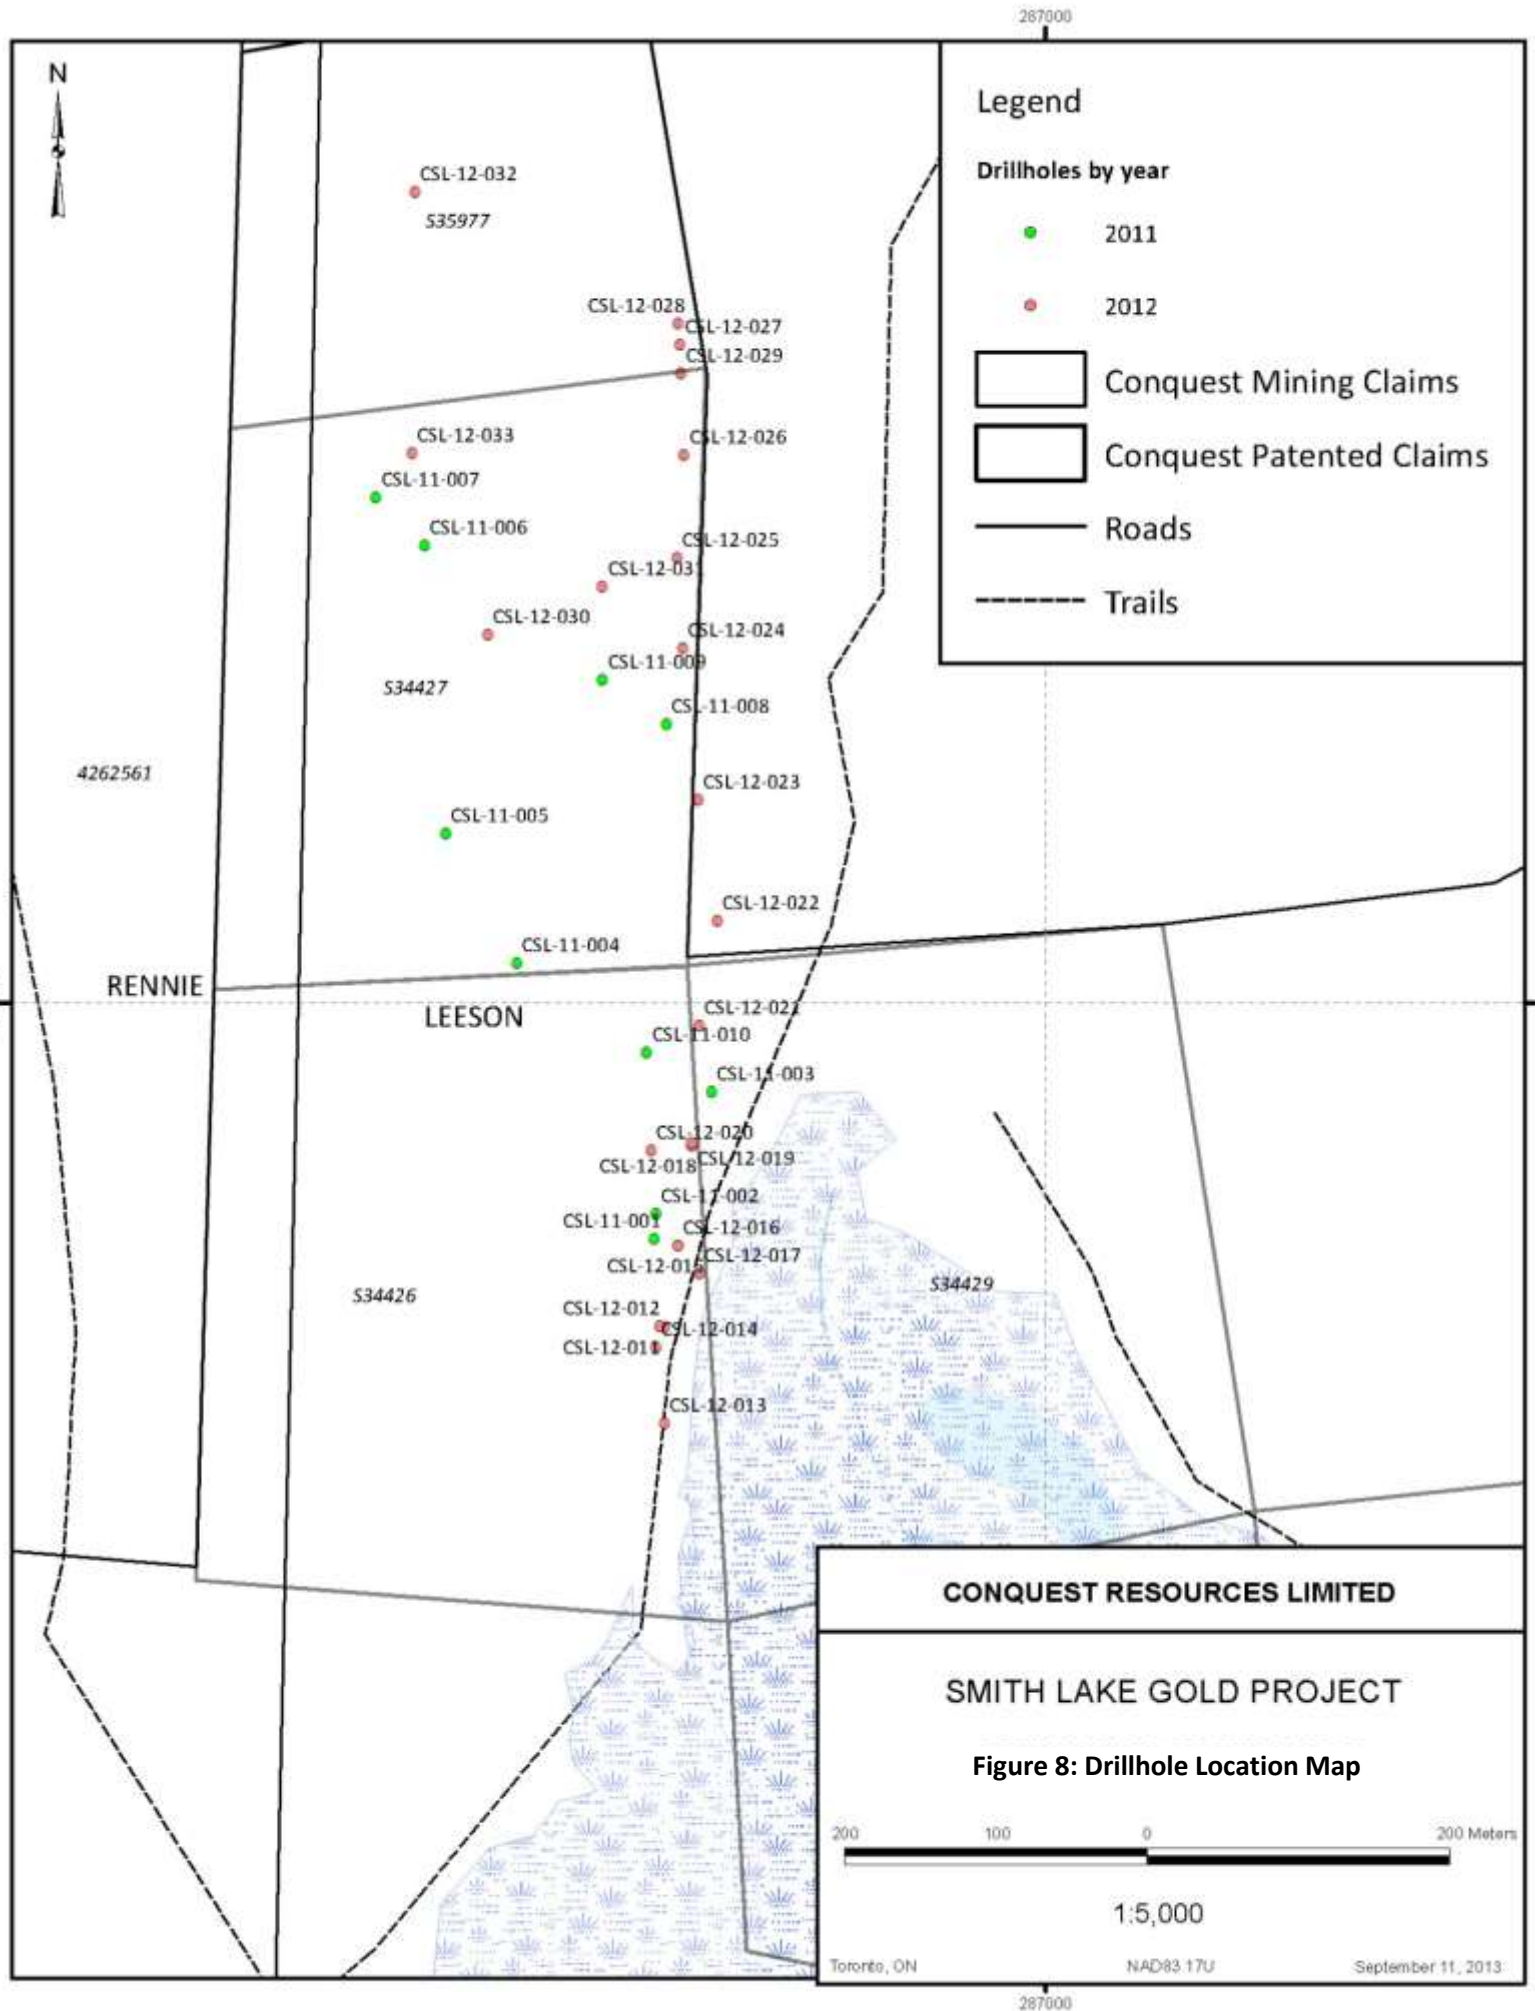 287000
N
Legend
Drillholes by year
2011
2012
Conquest Mining Claims
Conquest Patented Claims
Roads
Trails
CSL-12-032
S35977
CSL-12-028
CSL-12-027
CSL-12-029
CSL-12-033
CSL-12-026
CSL-11-007
CSL-11-006
CSL-12-025
CSL-12-031
CSL-12-030
CSL-12-024
CSL-11-009
S34427
CSL-11-008
4262561
CSL-12-023
CSL-11-005
CSL-12-022
CSL-11-004
RENNIE
LEESON
CSL-12-021
CSL-11-010
CSL-11-003
CSL-12-020
CSL-12-019
CSL-12-018
CSL-11-002
CSL-11-001
CSL-12-016
CSL-12-017
CSL-12-015
S34429
S34426
CSL-12-012
CSL-12-014
CSL-12-011
CSL-12-013
CONQUEST RESOURCES LIMITED
SMITH LAKE GOLD PROJECT
Figure 8: Drillhole Location Map
200 100 0 200 Meters
1:5,000
Toronto, ON NAD83 17U September 11, 2013
287000